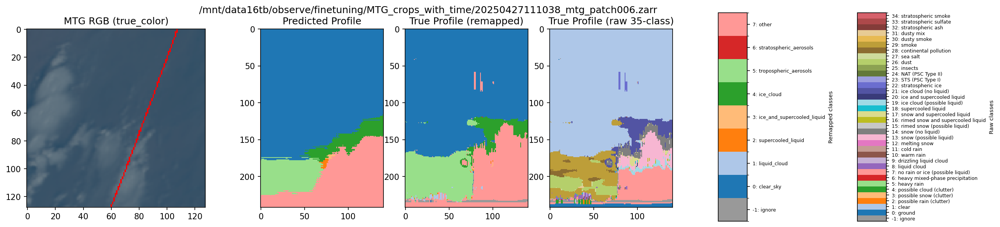 /mnt/data16tb/observe/finetuning/MTG_crops_with_time/20250427111038_mtg_patch006.zarr
MTG RGB (true_color)
0
20
40
60
80
100
120
0
20
40
60
80
100
120
Predicted Profile
0
50
100
150
200
0
50
100
True Profile (remapped)
0
50
100
150
200
0
50
100
True Profile (raw 35-class)
0
50
100
150
200
0
50
100
7: other
6: stratospheric_aerosols
5: tropospheric_aerosols
4: ice_cloud
3: ice_and_supercooled_liquid
2: supercooled_liquid
1: liquid_cloud
0: clear_sky
-1: ignore
Remapped classes
34: stratospheric smoke
33: stratospheric sulfate
32: stratospheric ash
31: dusty mix
30: dusty smoke
29: smoke
28: continental pollution
27: sea salt
26: dust
25: insects
24: NAT (PSC Type II)
23: STS (PSC Type I)
22: stratospheric ice
21: ice cloud (no liquid)
20: ice and supercooled liquid
19: ice cloud (possible liquid)
18: supercooled liquid
17: snow and supercooled liquid
16: rimed snow and supercooled liquid
15: rimed snow (possible liquid)
14: snow (no liquid)
13: snow (possible liquid)
12: melting snow
11: cold rain
10: warm rain
9: drizzling liquid cloud
8: liquid cloud
7: no rain or ice (possible liquid)
6: heavy mixed-phase precipitation
5: heavy rain
4: possible cloud (clutter)
3: possible snow (clutter)
2: possible rain (clutter)
1: clear
0: ground
-1: ignore
Raw classes